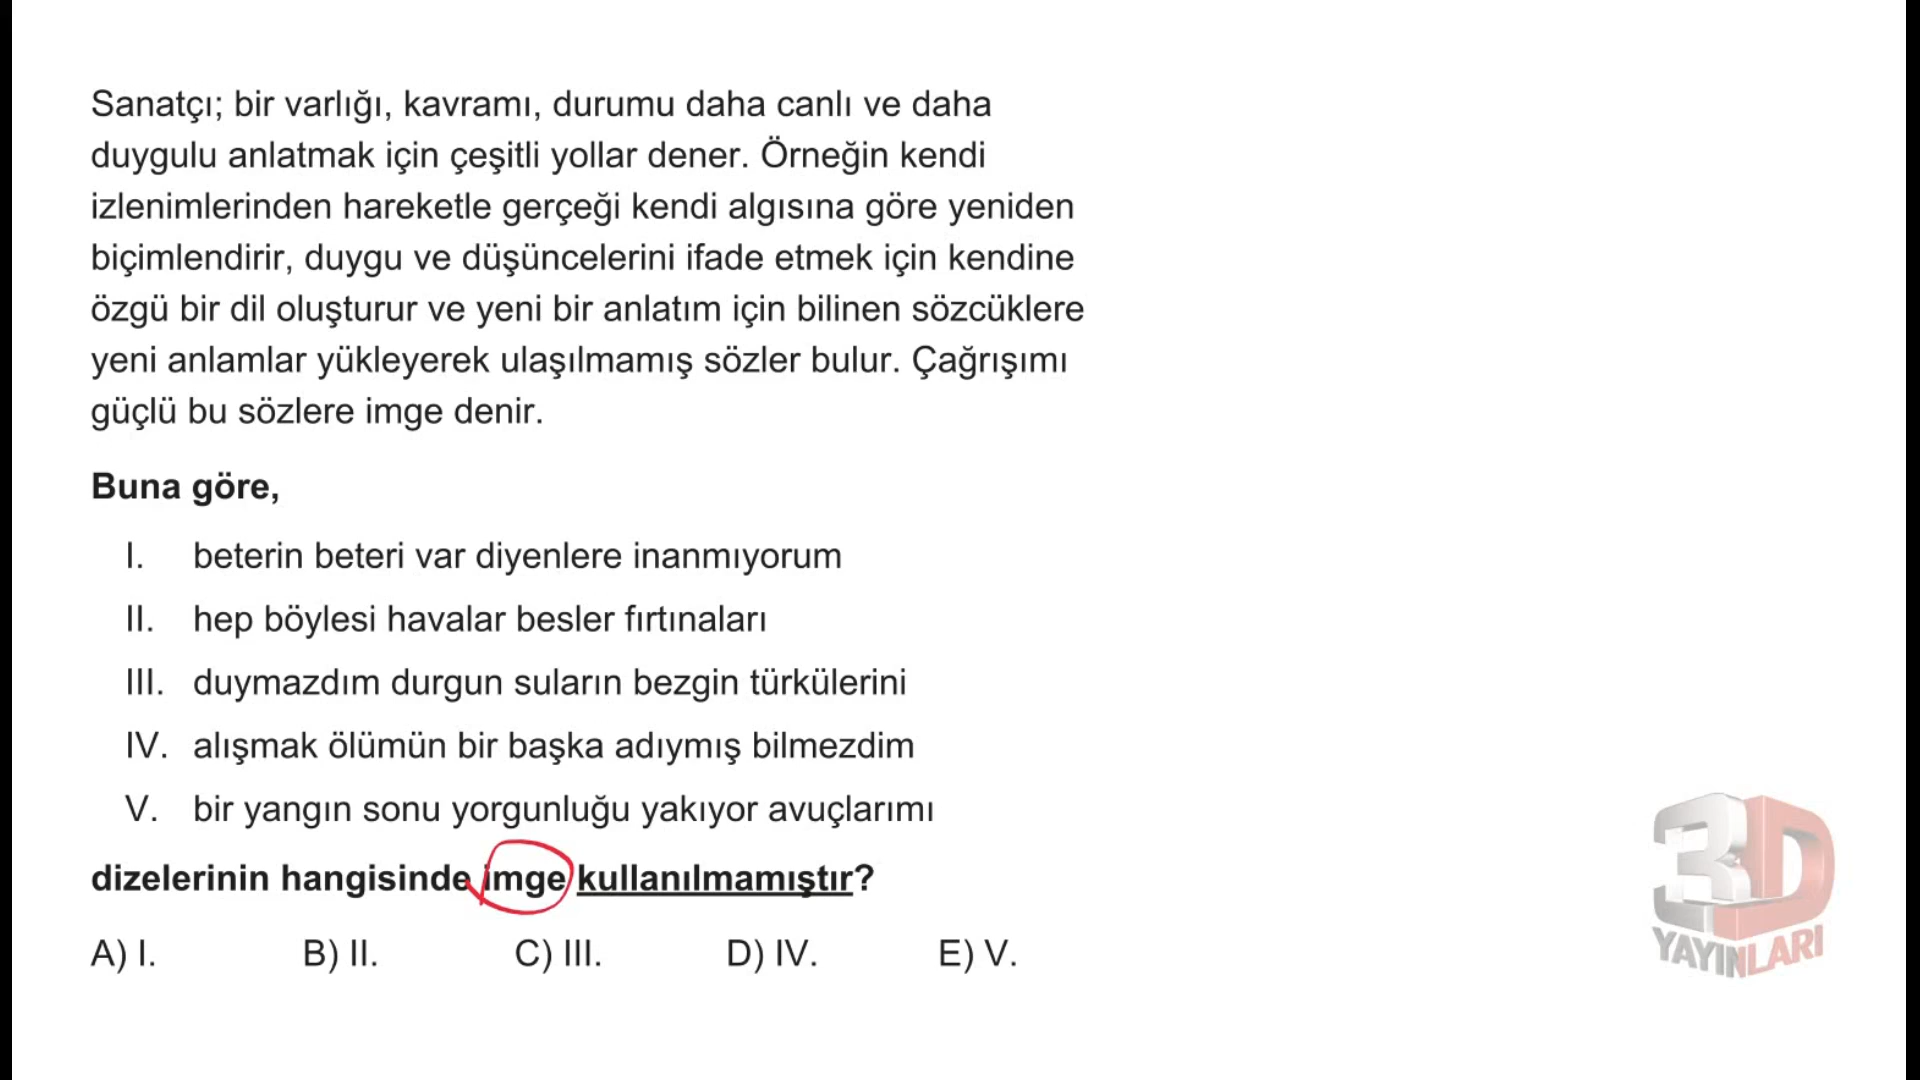 Sanatçı; bir varlığı, kavramı, durumu daha canlı ve daha
duygulu anlatmak için çeşitli yollar dener. Örneğin kendi
izlenimlerinden hareketle gerçeği kendi algısına göre yeniden
biçimlendirir, duygu ve düşüncelerini ifade etmek için kendine
özgü bir dil oluşturur ve yeni bir anlatım için bilinen sözcüklere
yeni anlamlar yükleyerek ulaşılmamış sözler bulur. Çağrışımı
güçlü bu sözlere imge denir.
Buna göre,
I. beterin beteri var diyenlere inanmıyorum
II. hep böylesi havalar besler fırtınaları
III. duymazdım durgun suların bezgin türkülerini
IV. alışmak ölümün bir başka adıymış bilmezdim
V. bir yangın sonu yorgunluğu yakıyor avuçlarımı
dizelerinin hangisinde imge kullanılmamıştır?
A) I. B) II. C) III. D) IV. E) V.
3D
YAYINLARI